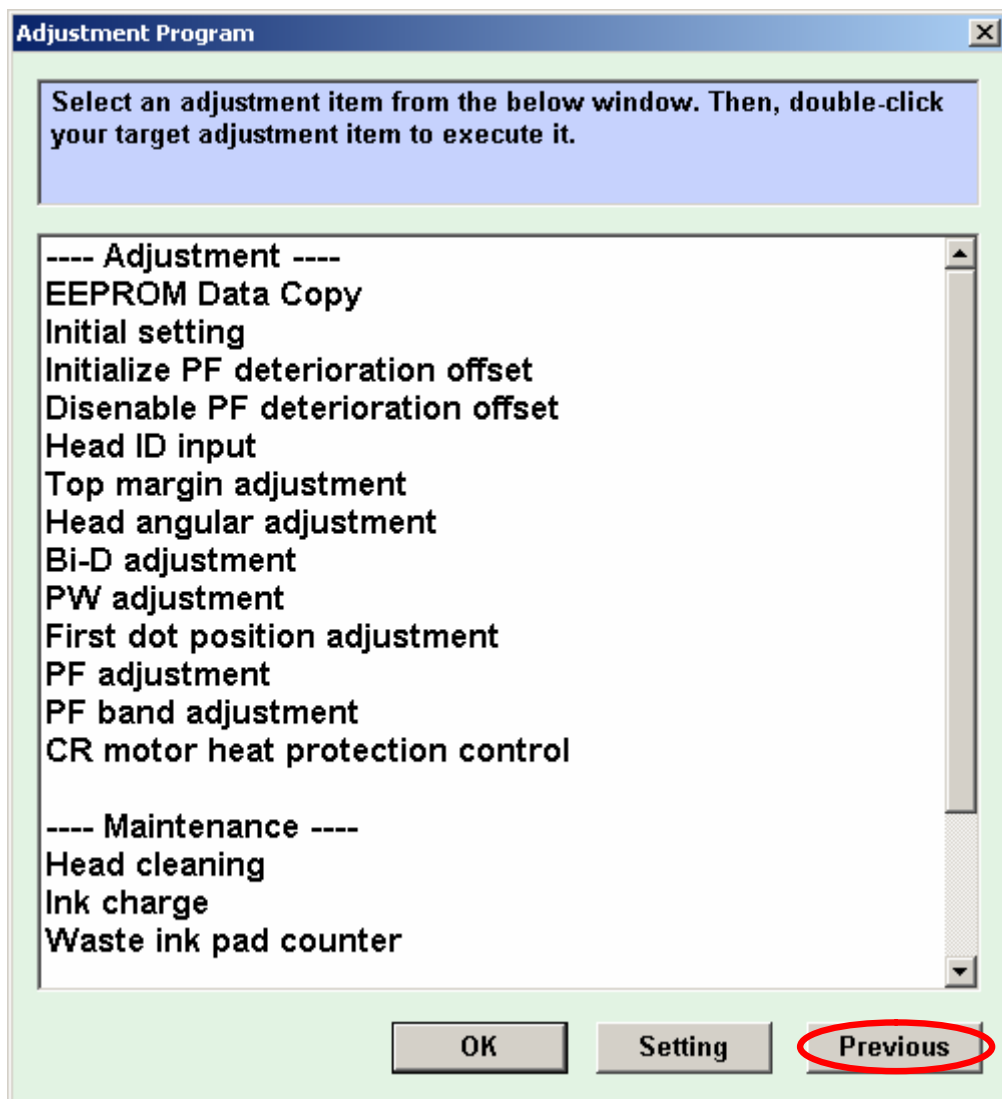 Adjustment Program
Select an adjustment item from the below window. Then, double-click
your target adjustment item to execute it.
---- Adjustment ----
EEPROM Data Copy
Initial setting
Initialize PF deterioration offset
Disenable PF deterioration offset
Head ID input
Top margin adjustment
Head angular adjustment
Bi-D adjustment
PW adjustment
First dot position adjustment
PF adjustment
PF band adjustment
CR motor heat protection control
---- Maintenance ----
Head cleaning
Ink charge
Waste ink pad counter
OK Setting Previous